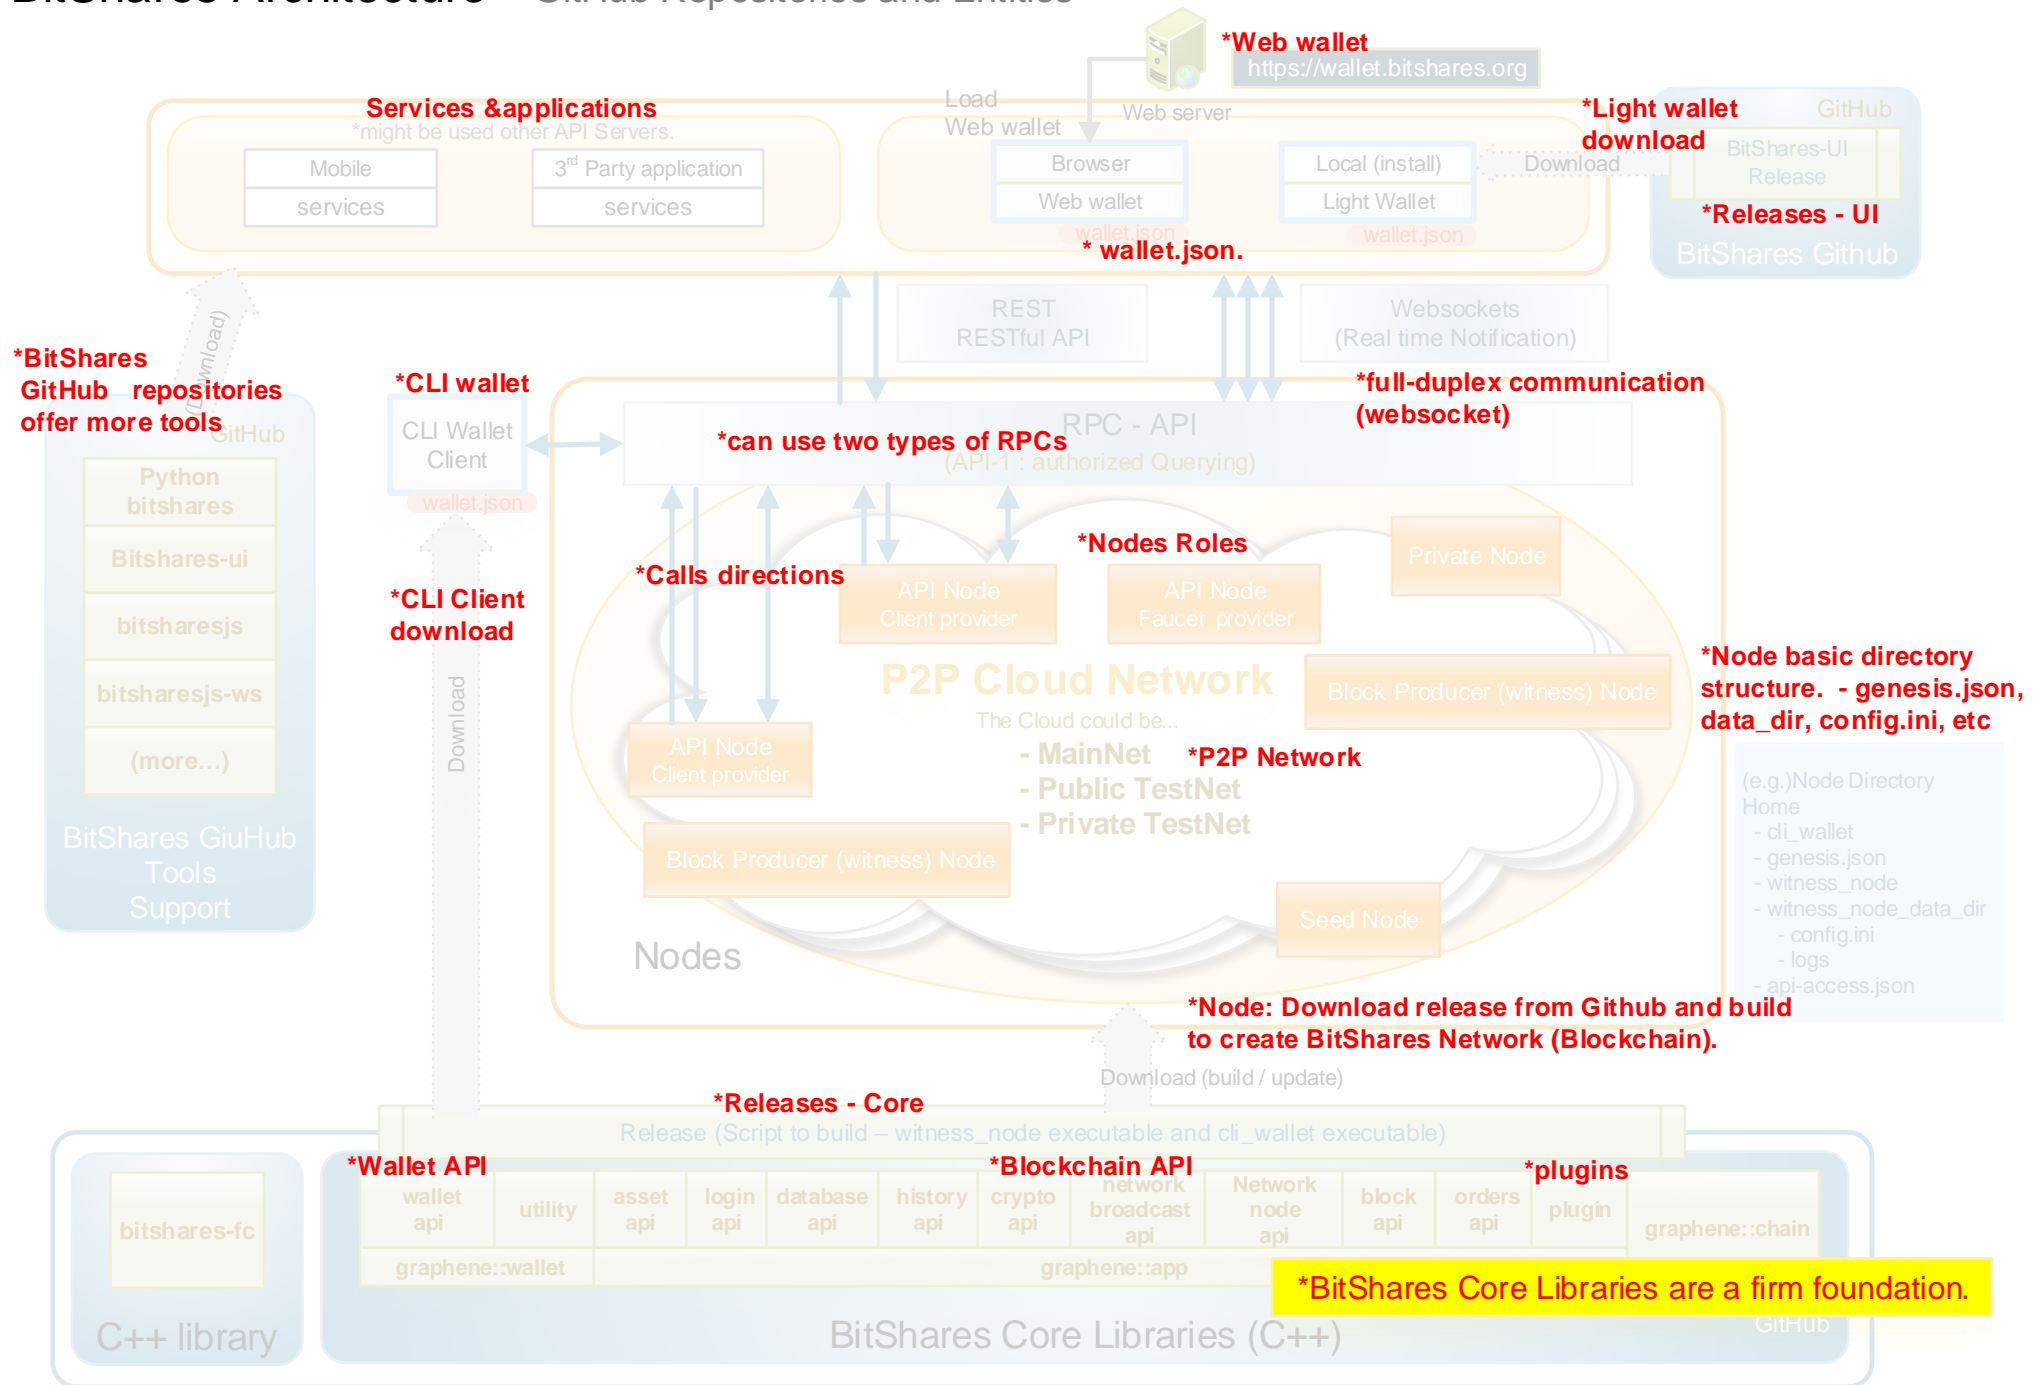 BitShares Architecture - GitHub Repositories and Entities
*Web wallet
https://wallet.bitshares.org
Web server
Load
Web wallet
Services &applications
*might be used other API Servers.
Mobile
services
3rd Party application
services
Browser
Web wallet
wallet.json
Local (install)
Light Wallet
wallet.json
* wallet.json.
Download
*Light wallet
download
GitHub
BitShares-UI
Release
*Releases - UI
BitShares Github
REST
RESTful API
Websockets
(Real time Notification)
(Download)
*BitShares
GitHub repositories
offer more tools
GitHub
Python
bitshares
Bitshares-ui
bitsharesjs
bitsharesjs-ws
(more...)
BitShares GiuHub
Tools
Support
*CLI wallet
CLI Wallet
Client
wallet.json
*CLI Client
download
Download
*full-duplex communication
(websocket)
RPC - API
*can use two types of RPCs
(API-1 : authorized Querying)
*Nodes Roles
*Calls directions
API Node
Client provider
API Node
Faucet provider
Private Node
Block Producer (witness) Node
P2P Cloud Network
The Cloud could be...
- MainNet
- Public TestNet
- Private TestNet
*P2P Network
API Node
Client provider
Block Producer (witness) Node
Seed Node
Nodes
*Node basic directory
structure. - genesis.json,
data_dir, config.ini, etc
(e.g.)Node Directory
Home
- cli_wallet
- genesis.json
- witness_node
- witness_node_data_dir
- config.ini
- logs
- api-access.json
*Node: Download release from Github and build
to create BitShares Network (Blockchain).
Download (build / update)
*Releases - Core
Release (Script to build – witness_node executable and cli_wallet executable)
*Wallet API
*Blockchain API
*plugins
bitshares-fc
C++ library
wallet
api
utility
asset
api
login
api
database
api
history
api
crypto
api
network
broadcast
api
Network
node
api
block
api
orders
api
plugin
graphene::chain
graphene::wallet
graphene::app
*BitShares Core Libraries are a firm foundation.
BitShares Core Libraries (C++)
GitHub